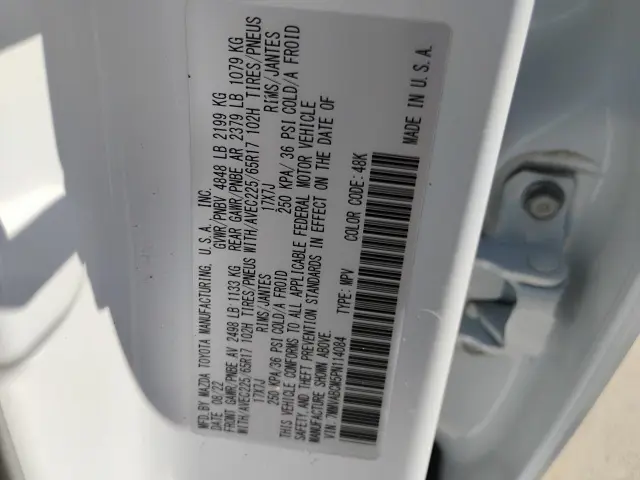 MFD. BY MAZDA TOYOTA MANUFACTURING, U.S.A. INC.
DATE 08/22 GVWR/PNBV 4848 LB 2199 KG
FRONT GAWR/PNBE AV 2498 LB 1133 KG REAR GAWR/PNBE AR 2379 LB 1079 KG
WITH/AVEC225/65R17 102H TIRES/PNEUS WITH/AVEC225/65R17 102H TIRES/PNEUS
17X7J RIMS/JANTES 17X7J RIMS/JANTES
250 KPA/36 PSI COLD/A FROID 250 KPA/ 36 PSI COLD/A FROID
THIS VEHICLE CONFORMS TO ALL APPLICABLE FEDERAL MOTOR VEHICLE
SAFETY, AND THEFT PREVENTION STANDARDS IN EFFECT ON THE DATE OF
MANUFACTURE SHOWN ABOVE.
VIN: TYPE: MPV COLOR CODE: 48K
MADE IN U.S.A.